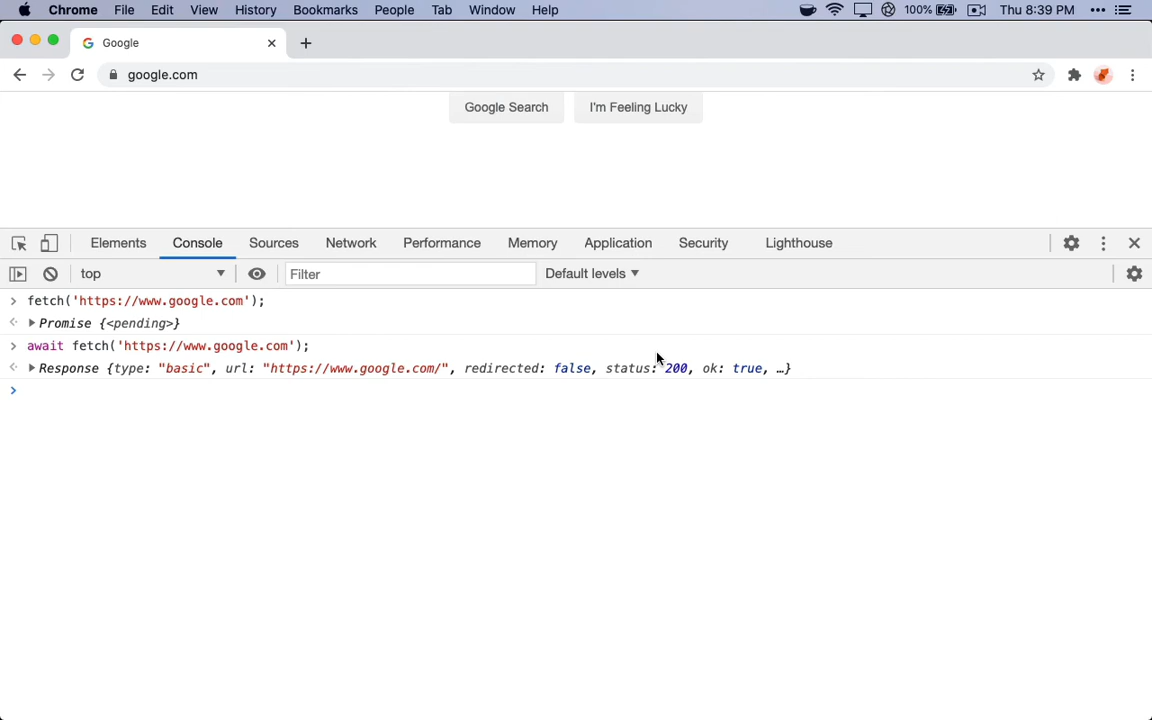 Chrome File Edit View History Bookmarks People Tab Window Help 100% Thu 8:39 PM
Google
google.com
Google Search I'm Feeling Lucky
Elements Console Sources Network Performance Memory Application Security Lighthouse
top Filter Default levels
fetch('https://www.google.com');
Promise {<pending>}
await fetch('https://www.google.com');
Response {type: "basic", url: "https://www.google.com/", redirected: false, status: 200, ok: true, …}